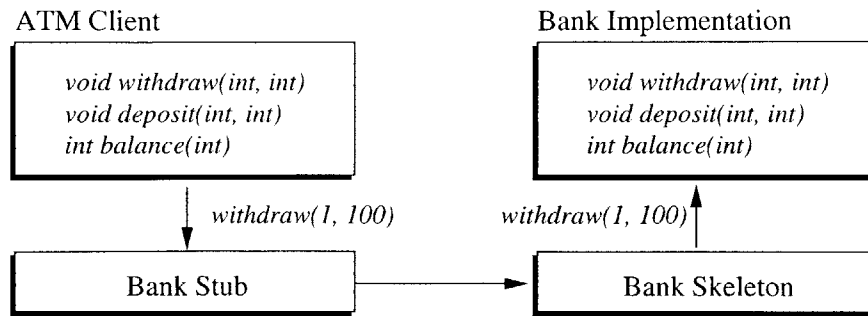 ATM Client
void withdraw(int, int)
void deposit(int, int)
int balance(int)
withdraw(1, 100)
Bank Stub
Bank Implementation
void withdraw(int, int)
void deposit(int, int)
int balance(int)
withdraw(1, 100)
Bank Skeleton